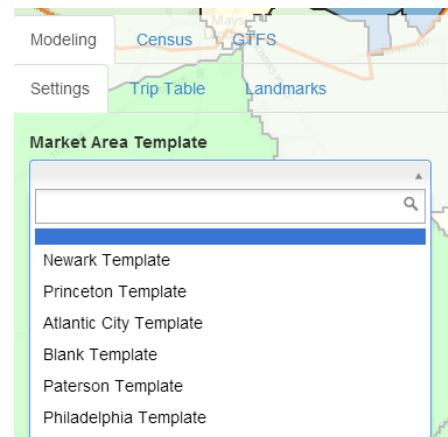 Mays
Modeling Census GTFS
Settings Trip Table Landmarks
Market Area Template
Newark Template
Princeton Template
Atlantic City Template
Blank Template
Paterson Template
Philadelphia Template